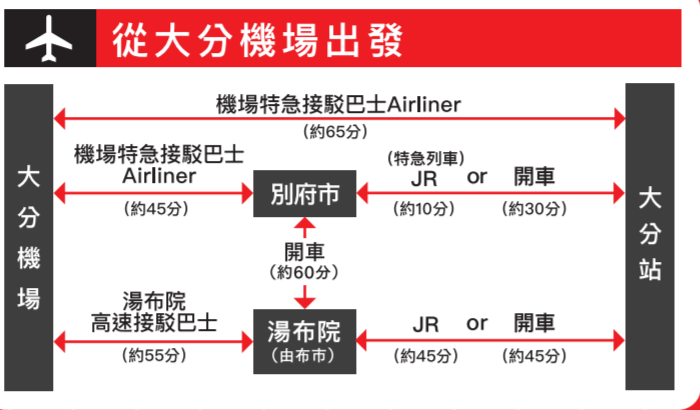 從大分機場出發
機場特急接駁巴士Airliner
(約65分)
大分機場
機場特急接駁巴士
Airliner
(約45分)
別府市
(特急列車)
JR or 開車
(約10分) (約30分)
大分站
開車
(約60分)
湯布院
高速接駁巴士
(約55分)
湯布院
(由布市)
JR or 開車
(約45分) (約45分)